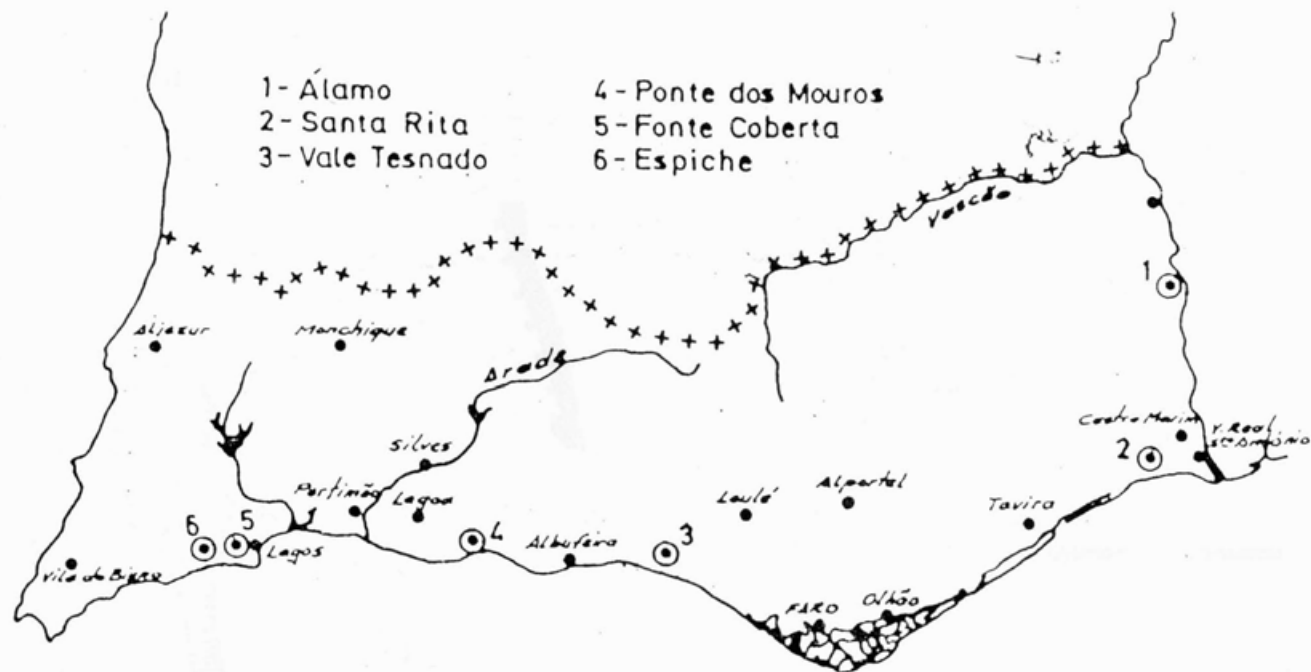 1- Álamo
2- Santa Rita
3- Vale Tesnado
4- Ponte dos Mouros
5- Fonte Coberta
6- Espiche
Vascão
1
Aljezur
Monchique
Arade
Castro Marim
V. Real
Sto António
2
Silves
Portimão
Lagoa
Loulé
Alportel
Tavira
6
5
Lagos
4
Albufeira
3
Vila do Bispo
FARO
Olhão